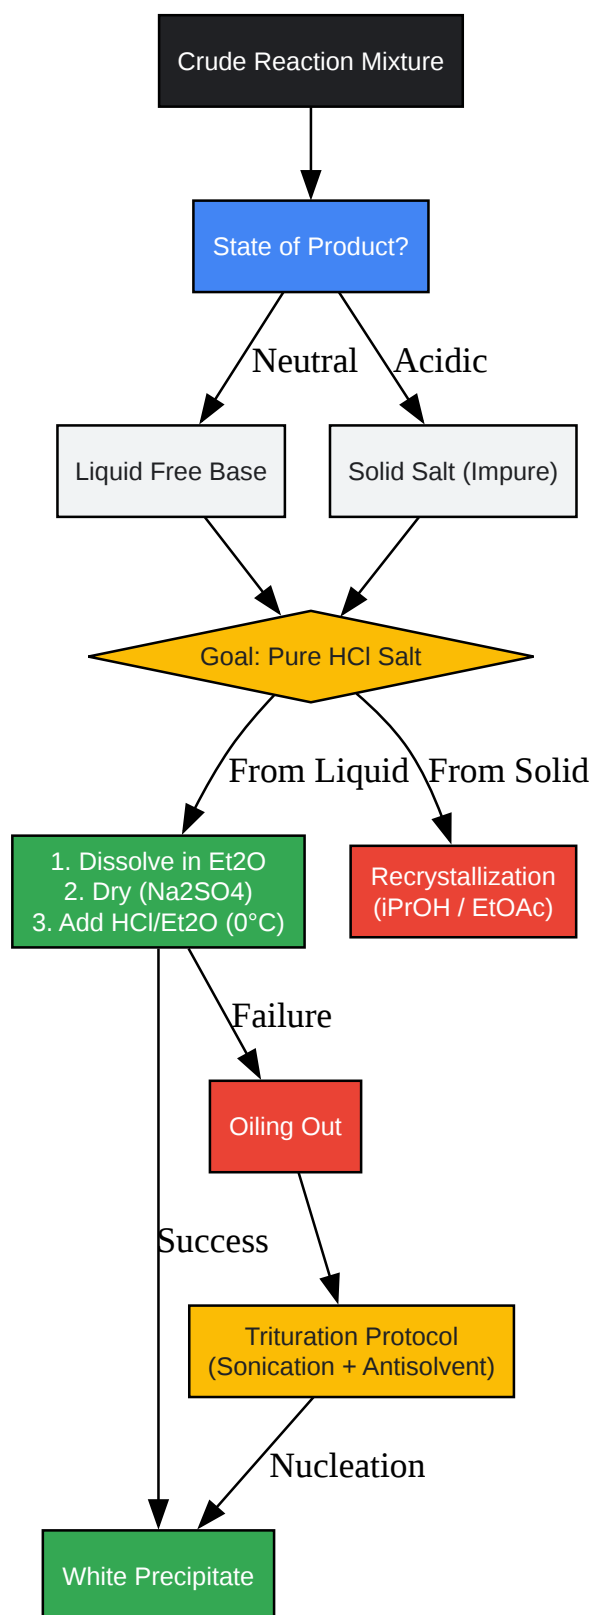 Crude Reaction Mixture
State of Product?
Neutral
Acidic
Liquid Free Base
Solid Salt (Impure)
Goal: Pure HCl Salt
From Liquid
From Solid
1. Dissolve in Et2O
2. Dry (Na2SO4)
3. Add HCl/Et2O (0°C)
Recrystallization
(iPrOH / EtOAc)
Failure
Oiling Out
Success
Trituration Protocol
(Sonication + Antisolvent)
Nucleation
White Precipitate